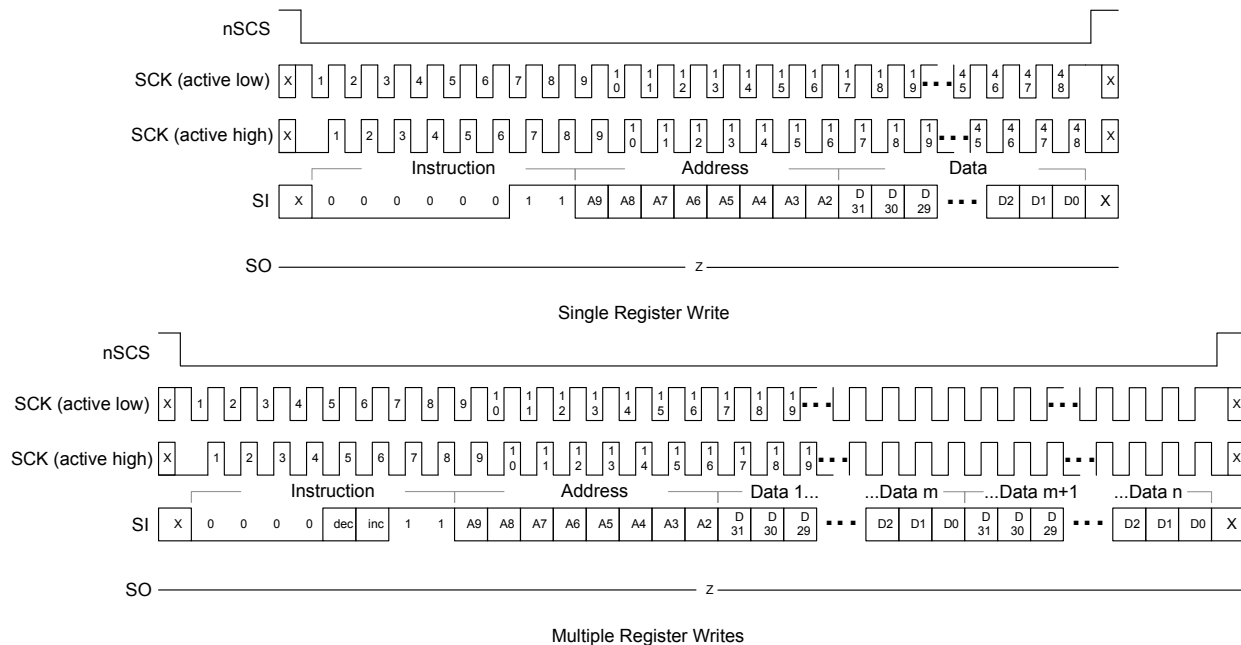 nSCS
SCK (active low) X 1 2 3 4 5 6 7 8 9 10 11 12 13 14 15 16 17 18 19 ... 45 46 47 48 X
SCK (active high) X 1 2 3 4 5 6 7 8 9 10 11 12 13 14 15 16 17 18 19 ... 45 46 47 48 X
Instruction Address Data
SI X 0 0 0 0 0 0 1 1 A9 A8 A7 A6 A5 A4 A3 A2 D31 D30 D29 ... D2 D1 D0 X
SO Z
Single Register Write
nSCS
SCK (active low) X 1 2 3 4 5 6 7 8 9 10 11 12 13 14 15 16 17 18 19 ... ... X
SCK (active high) X 1 2 3 4 5 6 7 8 9 10 11 12 13 14 15 16 17 18 19 ... ... X
Instruction Address Data 1... ...Data m ...Data m+1 ...Data n
SI X 0 0 0 0 dec inc 1 1 A9 A8 A7 A6 A5 A4 A3 A2 D31 D30 D29 ... D2 D1 D0 D31 D30 D29 ... D2 D1 D0 X
SO Z
Multiple Register Writes